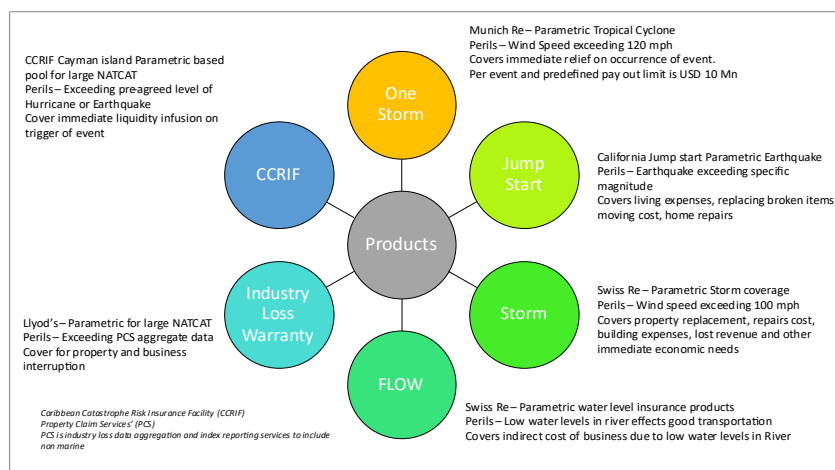 Munich Re – Parametric Tropical Cyclone
Perils – Wind Speed exceeding 120 mph
Covers immediate relief on occurrence of event.
Per event and predefined pay out limit is USD 10 Mn
CCRIF Cayman island Parametric based
pool for large NATCAT
Perils – Exceeding pre-agreed level of
Hurricane or Earthquake
Cover immediate liquidity infusion on
trigger of event
One
Storm
CCRIF
Jump
Start
California Jump start Parametric Earthquake
Perils – Earthquake exceeding specific
magnitude
Covers living expenses, replacing broken items,
moving cost, home repairs
Products
Industry
Loss
Warranty
Storm
Swiss Re – Parametric Storm coverage
Perils – Wind speed exceeding 100 mph
Covers property replacement, repairs cost,
building expenses, lost revenue and other
immediate economic needs
Llyod's – Parametric for large NATCAT
Perils – Exceeding PCS aggregate data
Cover for property and business
interruption
FLOW
Swiss Re – Parametric water level insurance products
Perils – Low water levels in river effects good transportation
Covers indirect cost of business due to low water levels in River
Caribbean Catastrophe Risk Insurance Facility (CCRIF)
Property Claim Services' (PCS)
PCS is industry loss data aggregation and index reporting services to include
non marine